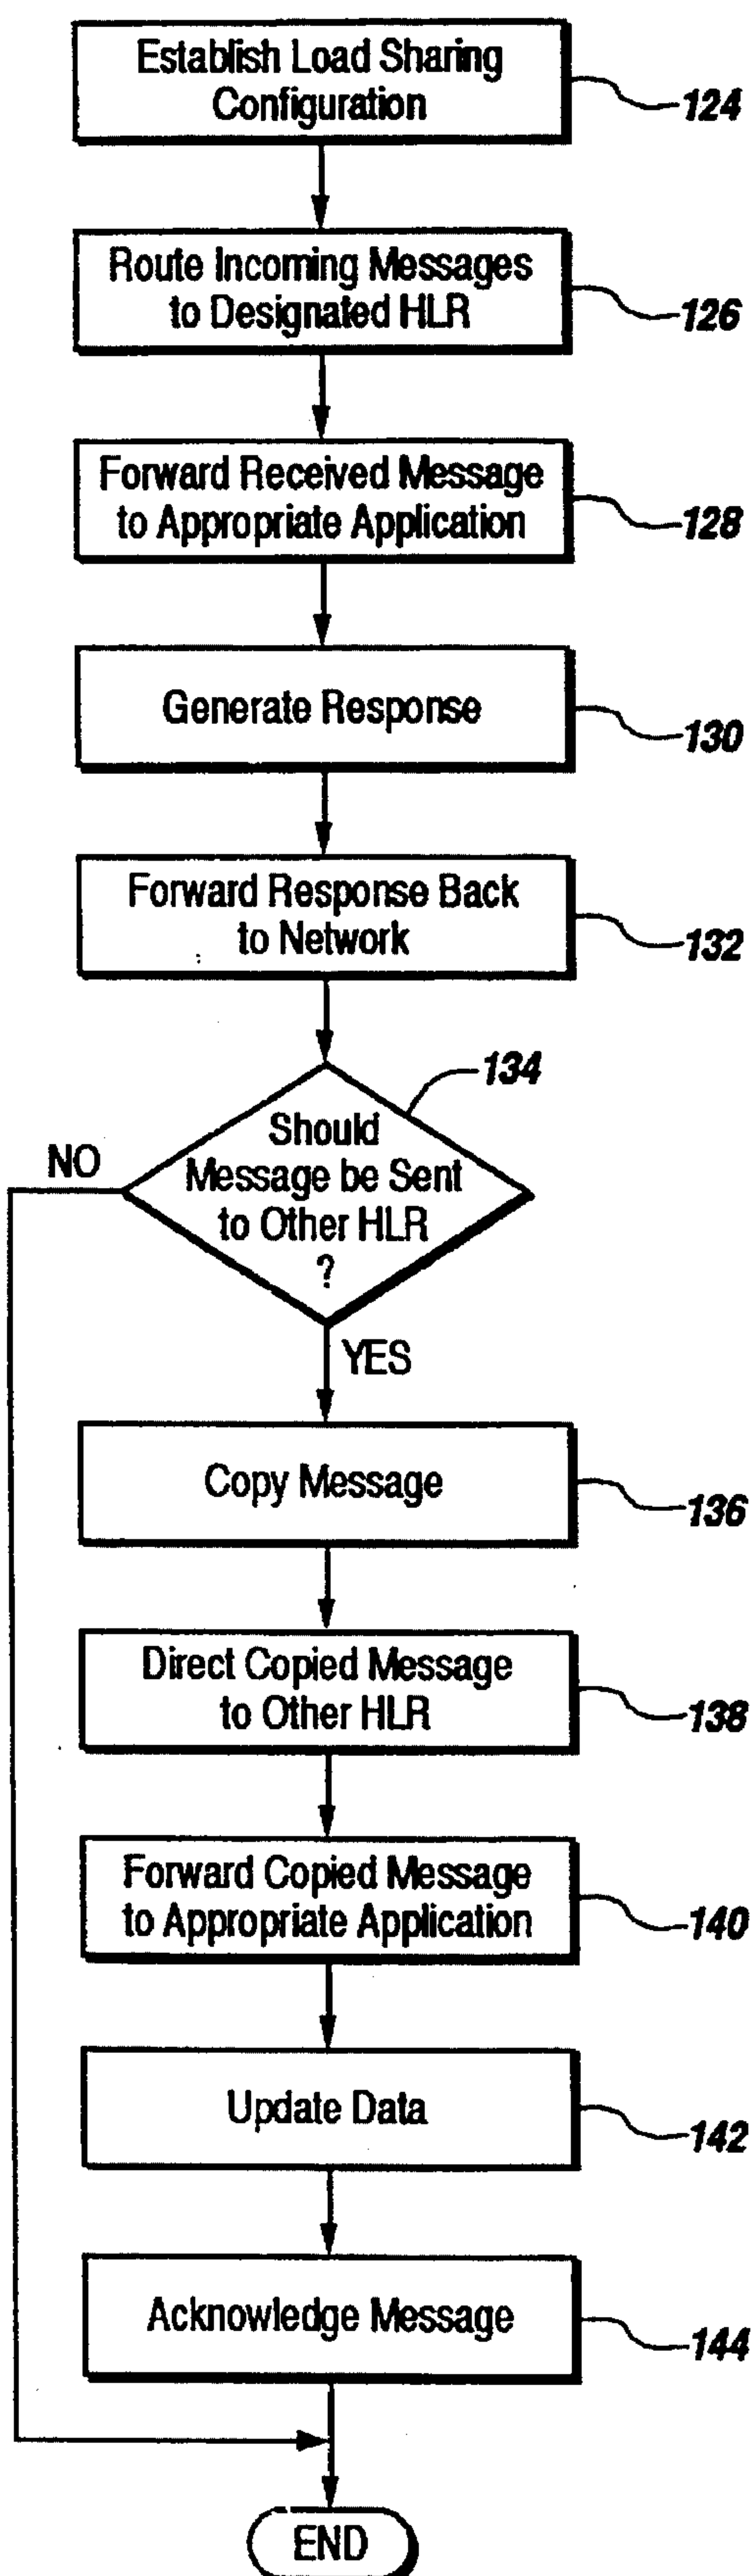 Establish Load Sharing
Configuration
124
Route Incoming Messages
to Designated HLR
126
Forward Received Message
to Appropriate Application
128
Generate Response
130
Forward Response Back
to Network
132
134
Should
Message be Sent
to Other HLR
?
NO
YES
Copy Message
136
Direct Copied Message
to Other HLR
138
Forward Copied Message
to Appropriate Application
140
Update Data
142
Acknowledge Message
144
END